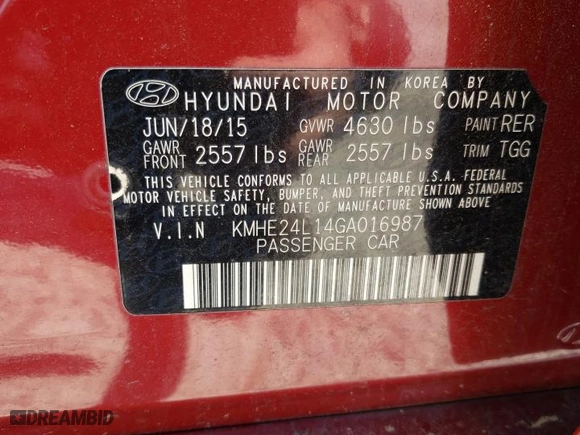 MANUFACTURED IN KOREA BY
HYUNDAI MOTOR COMPANY
JUN/18/15 GVWR 4630 lbs PAINT RER
GAWR FRONT 2557 lbs GAWR REAR 2557 lbs TRIM TGG
THIS VEHICLE CONFORMS TO ALL APPLICABLE U.S.A. FEDERAL
MOTOR VEHICLE SAFETY, BUMPER, AND THEFT PREVENTION STANDARDS
IN EFFECT ON THE DATE OF MANUFACTURE SHOWN ABOVE
V.I.N KMHE24L14GA016987
PASSENGER CAR
DREAMBID